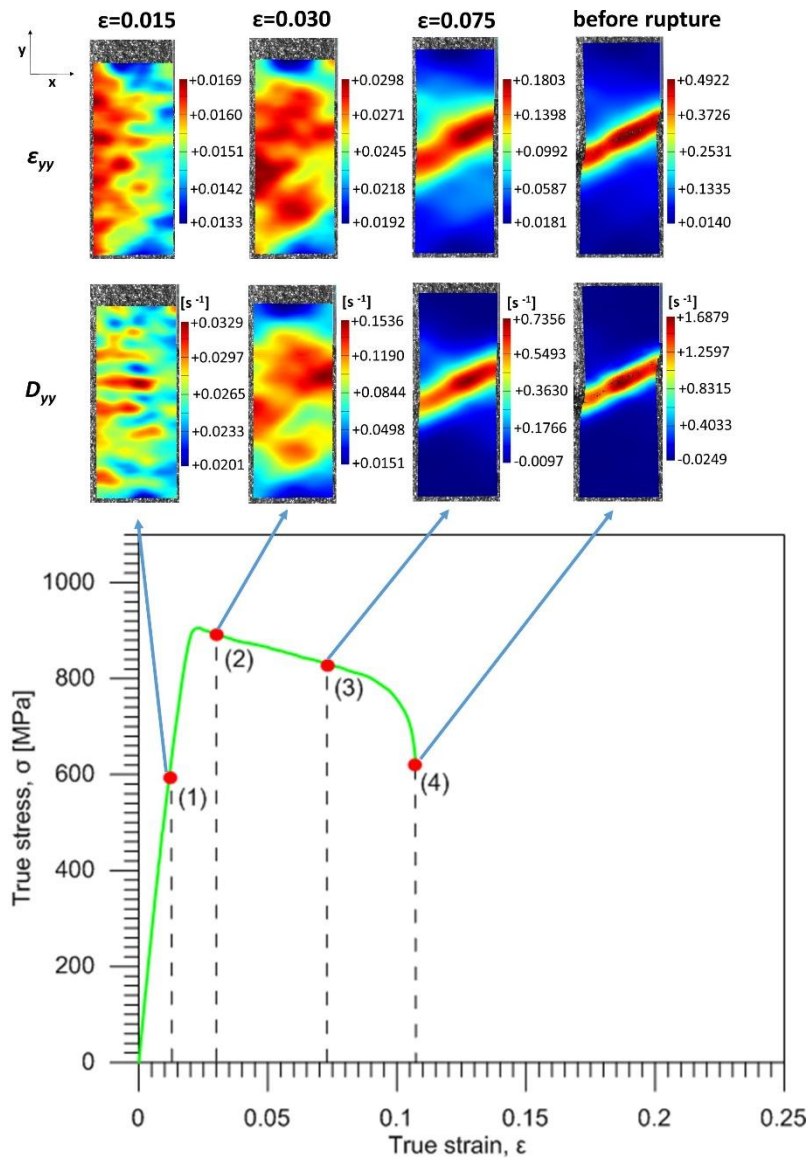 ε=0.015 ε=0.030 ε=0.075 before rupture
y
x
εyy
+0.0169 +0.0298 +0.1803 +0.4922
+0.0160 +0.0271 +0.1398 +0.3726
+0.0151 +0.0245 +0.0992 +0.2531
+0.0142 +0.0218 +0.0587 +0.1335
+0.0133 +0.0192 +0.0181 +0.0140
Dyy
[s -1] [s -1] [s -1] [s -1]
+0.0329 +0.1536 +0.7356 +1.6879
+0.0297 +0.1190 +0.5493 +1.2597
+0.0265 +0.0844 +0.3630 +0.8315
+0.0233 +0.0498 +0.1766 +0.4033
+0.0201 +0.0151 -0.0097 -0.0249
True stress, σ [MPa]
1000
800
600
400
200
0
(1)
(2)
(3)
(4)
0 0.05 0.1 0.15 0.2 0.25
True strain, ε